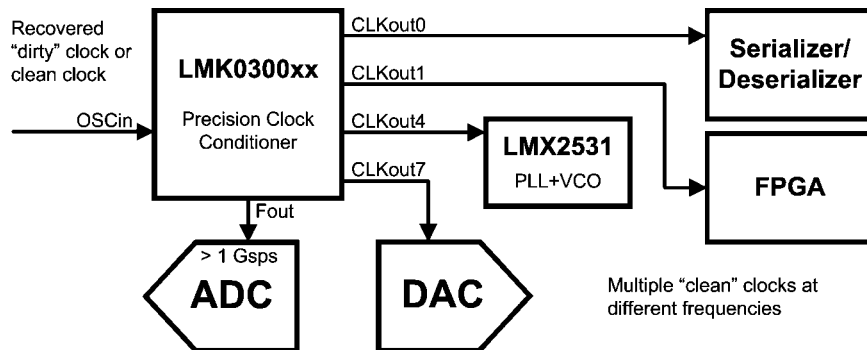 Recovered
"dirty" clock or
clean clock
OSCin
LMK0300xx
Precision Clock
Conditioner
CLKout0
CLKout1
CLKout4
CLKout7
Fout
Serializer/
Deserializer
LMX2531
PLL+VCO
FPGA
> 1 Gsps
ADC
DAC
Multiple "clean" clocks at
different frequencies